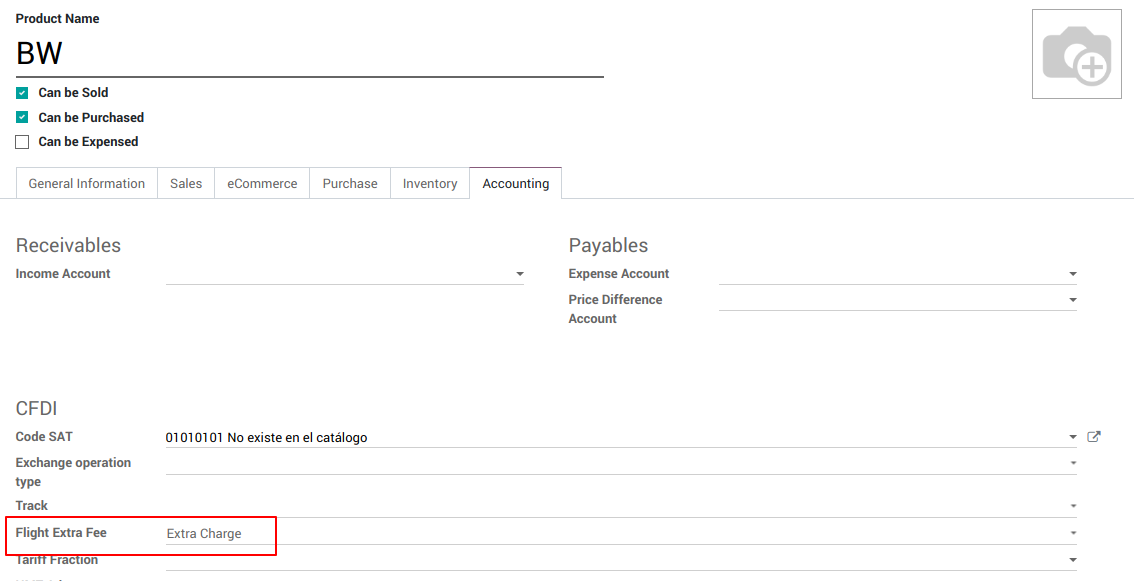 Product Name
BW
Can be Sold
Can be Purchased
Can be Expensed
General Information Sales eCommerce Purchase Inventory Accounting
Receivables
Income Account
Payables
Expense Account
Price Difference
Account
CFDI
Code SAT 01010101 No existe en el catálogo
Exchange operation
type
Track
Flight Extra Fee Extra Charge
Tariff Fraction